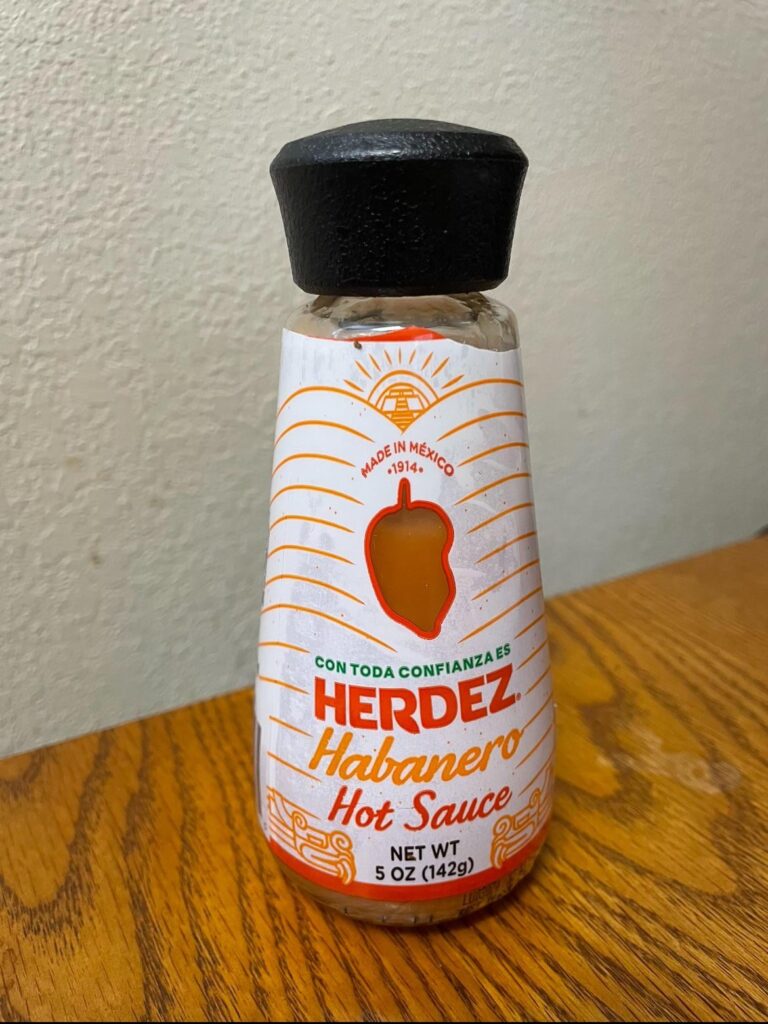 MADE IN MÉXICO
•1914•
CON TODA CONFIANZA ES
HERDEZ®
Habanero
Hot Sauce
NET WT
5 OZ (142g)